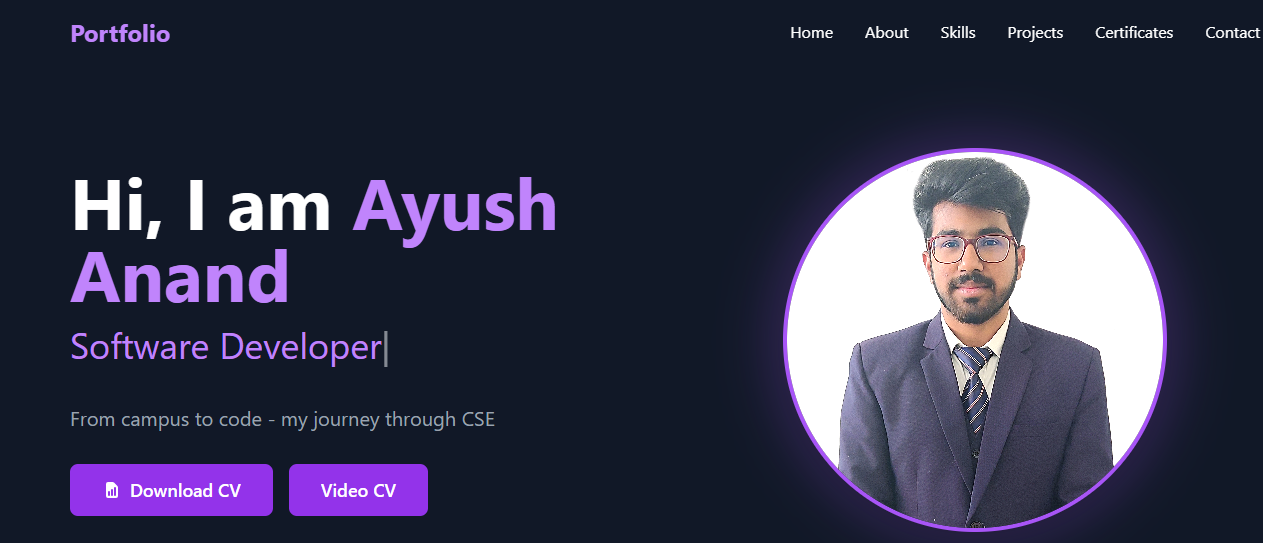 Portfolio
Home About Skills Projects Certificates Contact
Hi, I am Ayush
Anand
Software Developer|
From campus to code - my journey through CSE
Download CV
Video CV